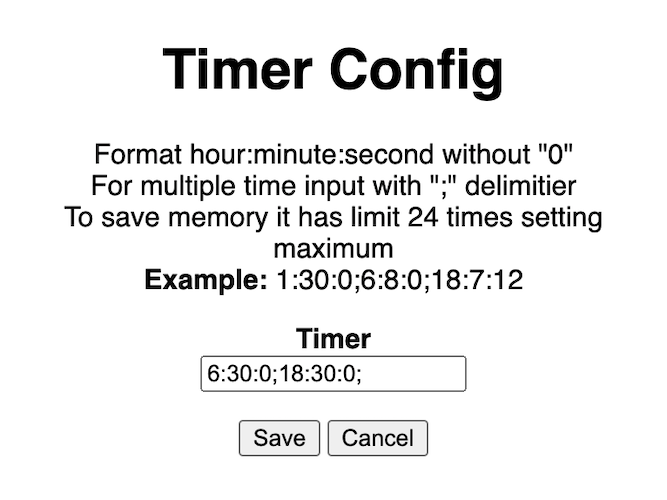 Timer Config
Format hour:minute:second without "0"
For multiple time input with ";" delimitier
To save memory it has limit 24 times setting
maximum
Example: 1:30:0;6:8:0;18:7:12
Timer
6:30:0;18:30:0;
Save Cancel